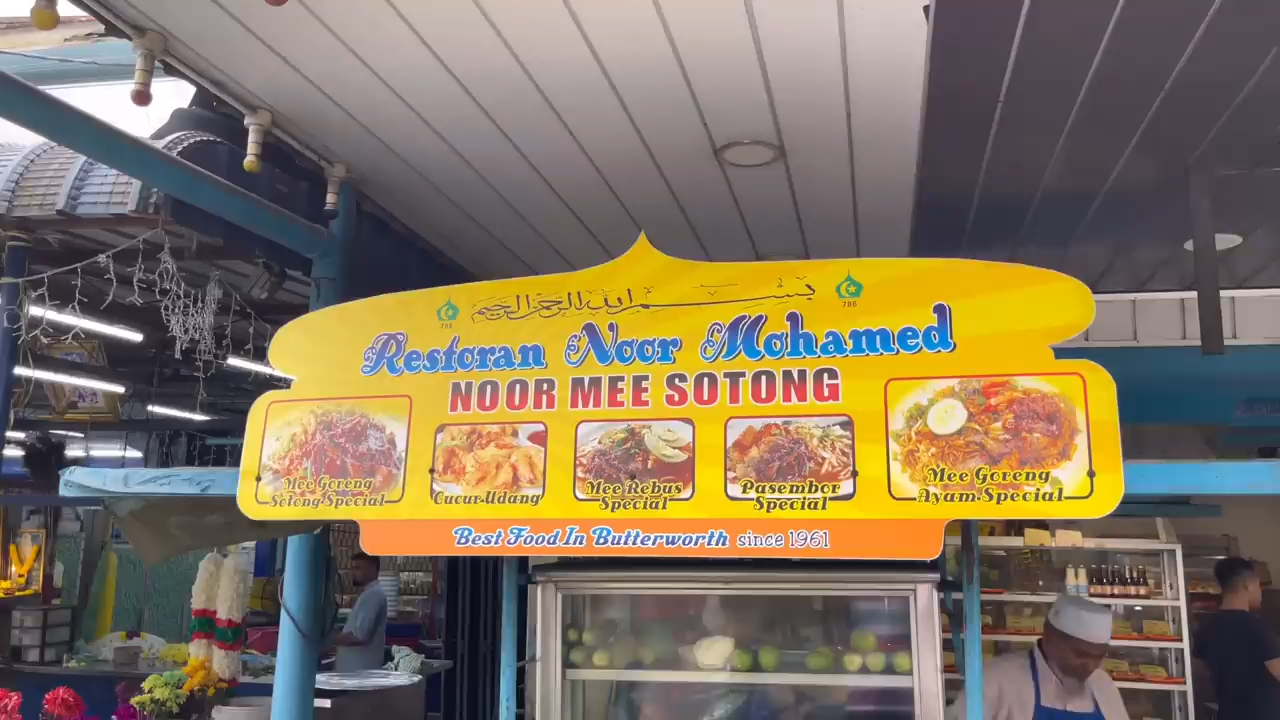 بسم الله الرحمن الرحيم
786
786
Restoran Noor Mohamed
NOOR MEE SOTONG
Mee Goreng
Sotong Special
Cucur Udang
Mee Rebus
Special
Pasembor
Special
Mee Goreng
Ayam Special
Best Food In Butterworth since 1961